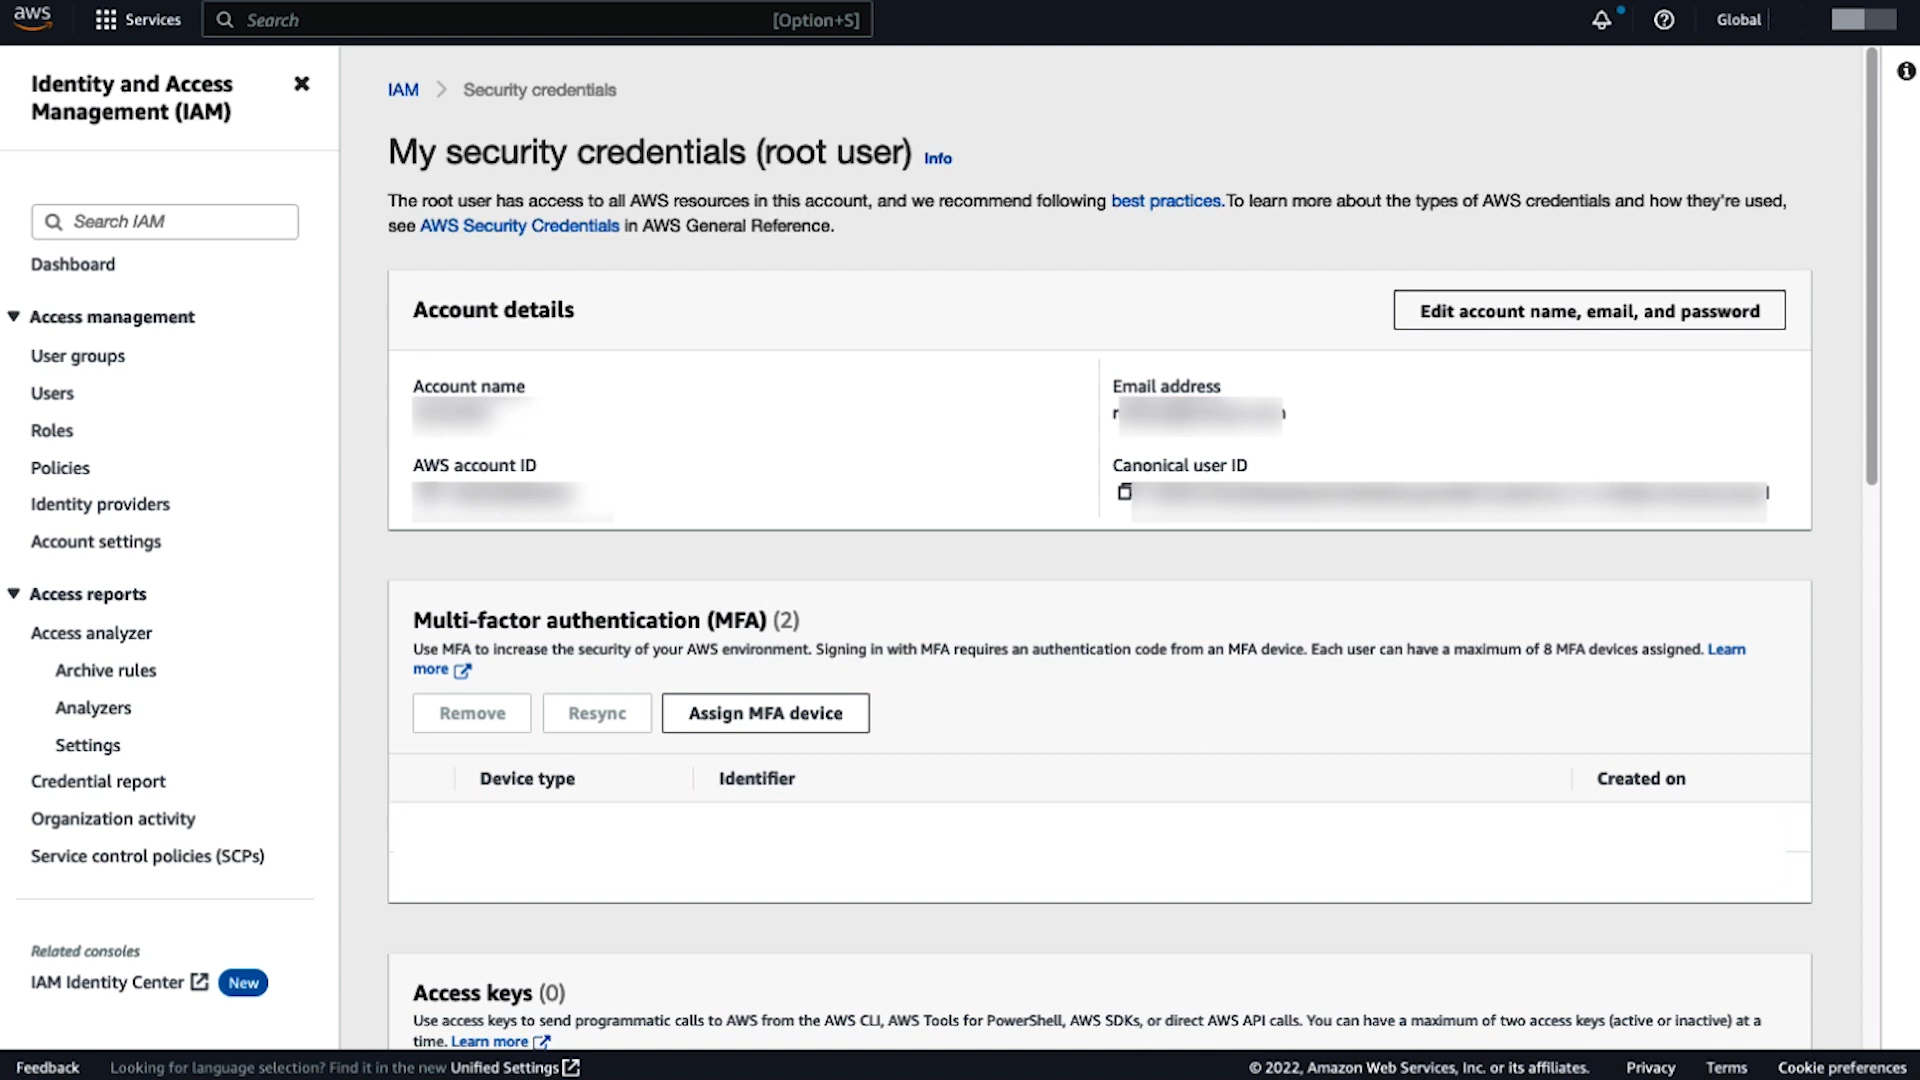 aws
Services
Search
[Option+S]
Global
Identity and Access
Management (IAM)
Search IAM
Dashboard
Access management
User groups
Users
Roles
Policies
Identity providers
Account settings
Access reports
Access analyzer
Archive rules
Analyzers
Settings
Credential report
Organization activity
Service control policies (SCPs)
Related consoles
IAM Identity Center
New
IAM
Security credentials
My security credentials (root user) Info
The root user has access to all AWS resources in this account, and we recommend following best practices.To learn more about the types of AWS credentials and how they're used,
see AWS Security Credentials in AWS General Reference.
Account details
Edit account name, email, and password
Account name
Email address
AWS account ID
Canonical user ID
Multi-factor authentication (MFA) (2)
Use MFA to increase the security of your AWS environment. Signing in with MFA requires an authentication code from an MFA device. Each user can have a maximum of 8 MFA devices assigned. Learn
more
Remove
Resync
Assign MFA device
Device type
Identifier
Created on
Access keys (0)
Use access keys to send programmatic calls to AWS from the AWS CLI, AWS Tools for PowerShell, AWS SDKs, or direct AWS API calls. You can have a maximum of two access keys (active or inactive) at a
time. Learn more
Feedback
Looking for language selection? Find it in the new Unified Settings
© 2022, Amazon Web Services, Inc. or its affiliates.
Privacy
Terms
Cookie preferences